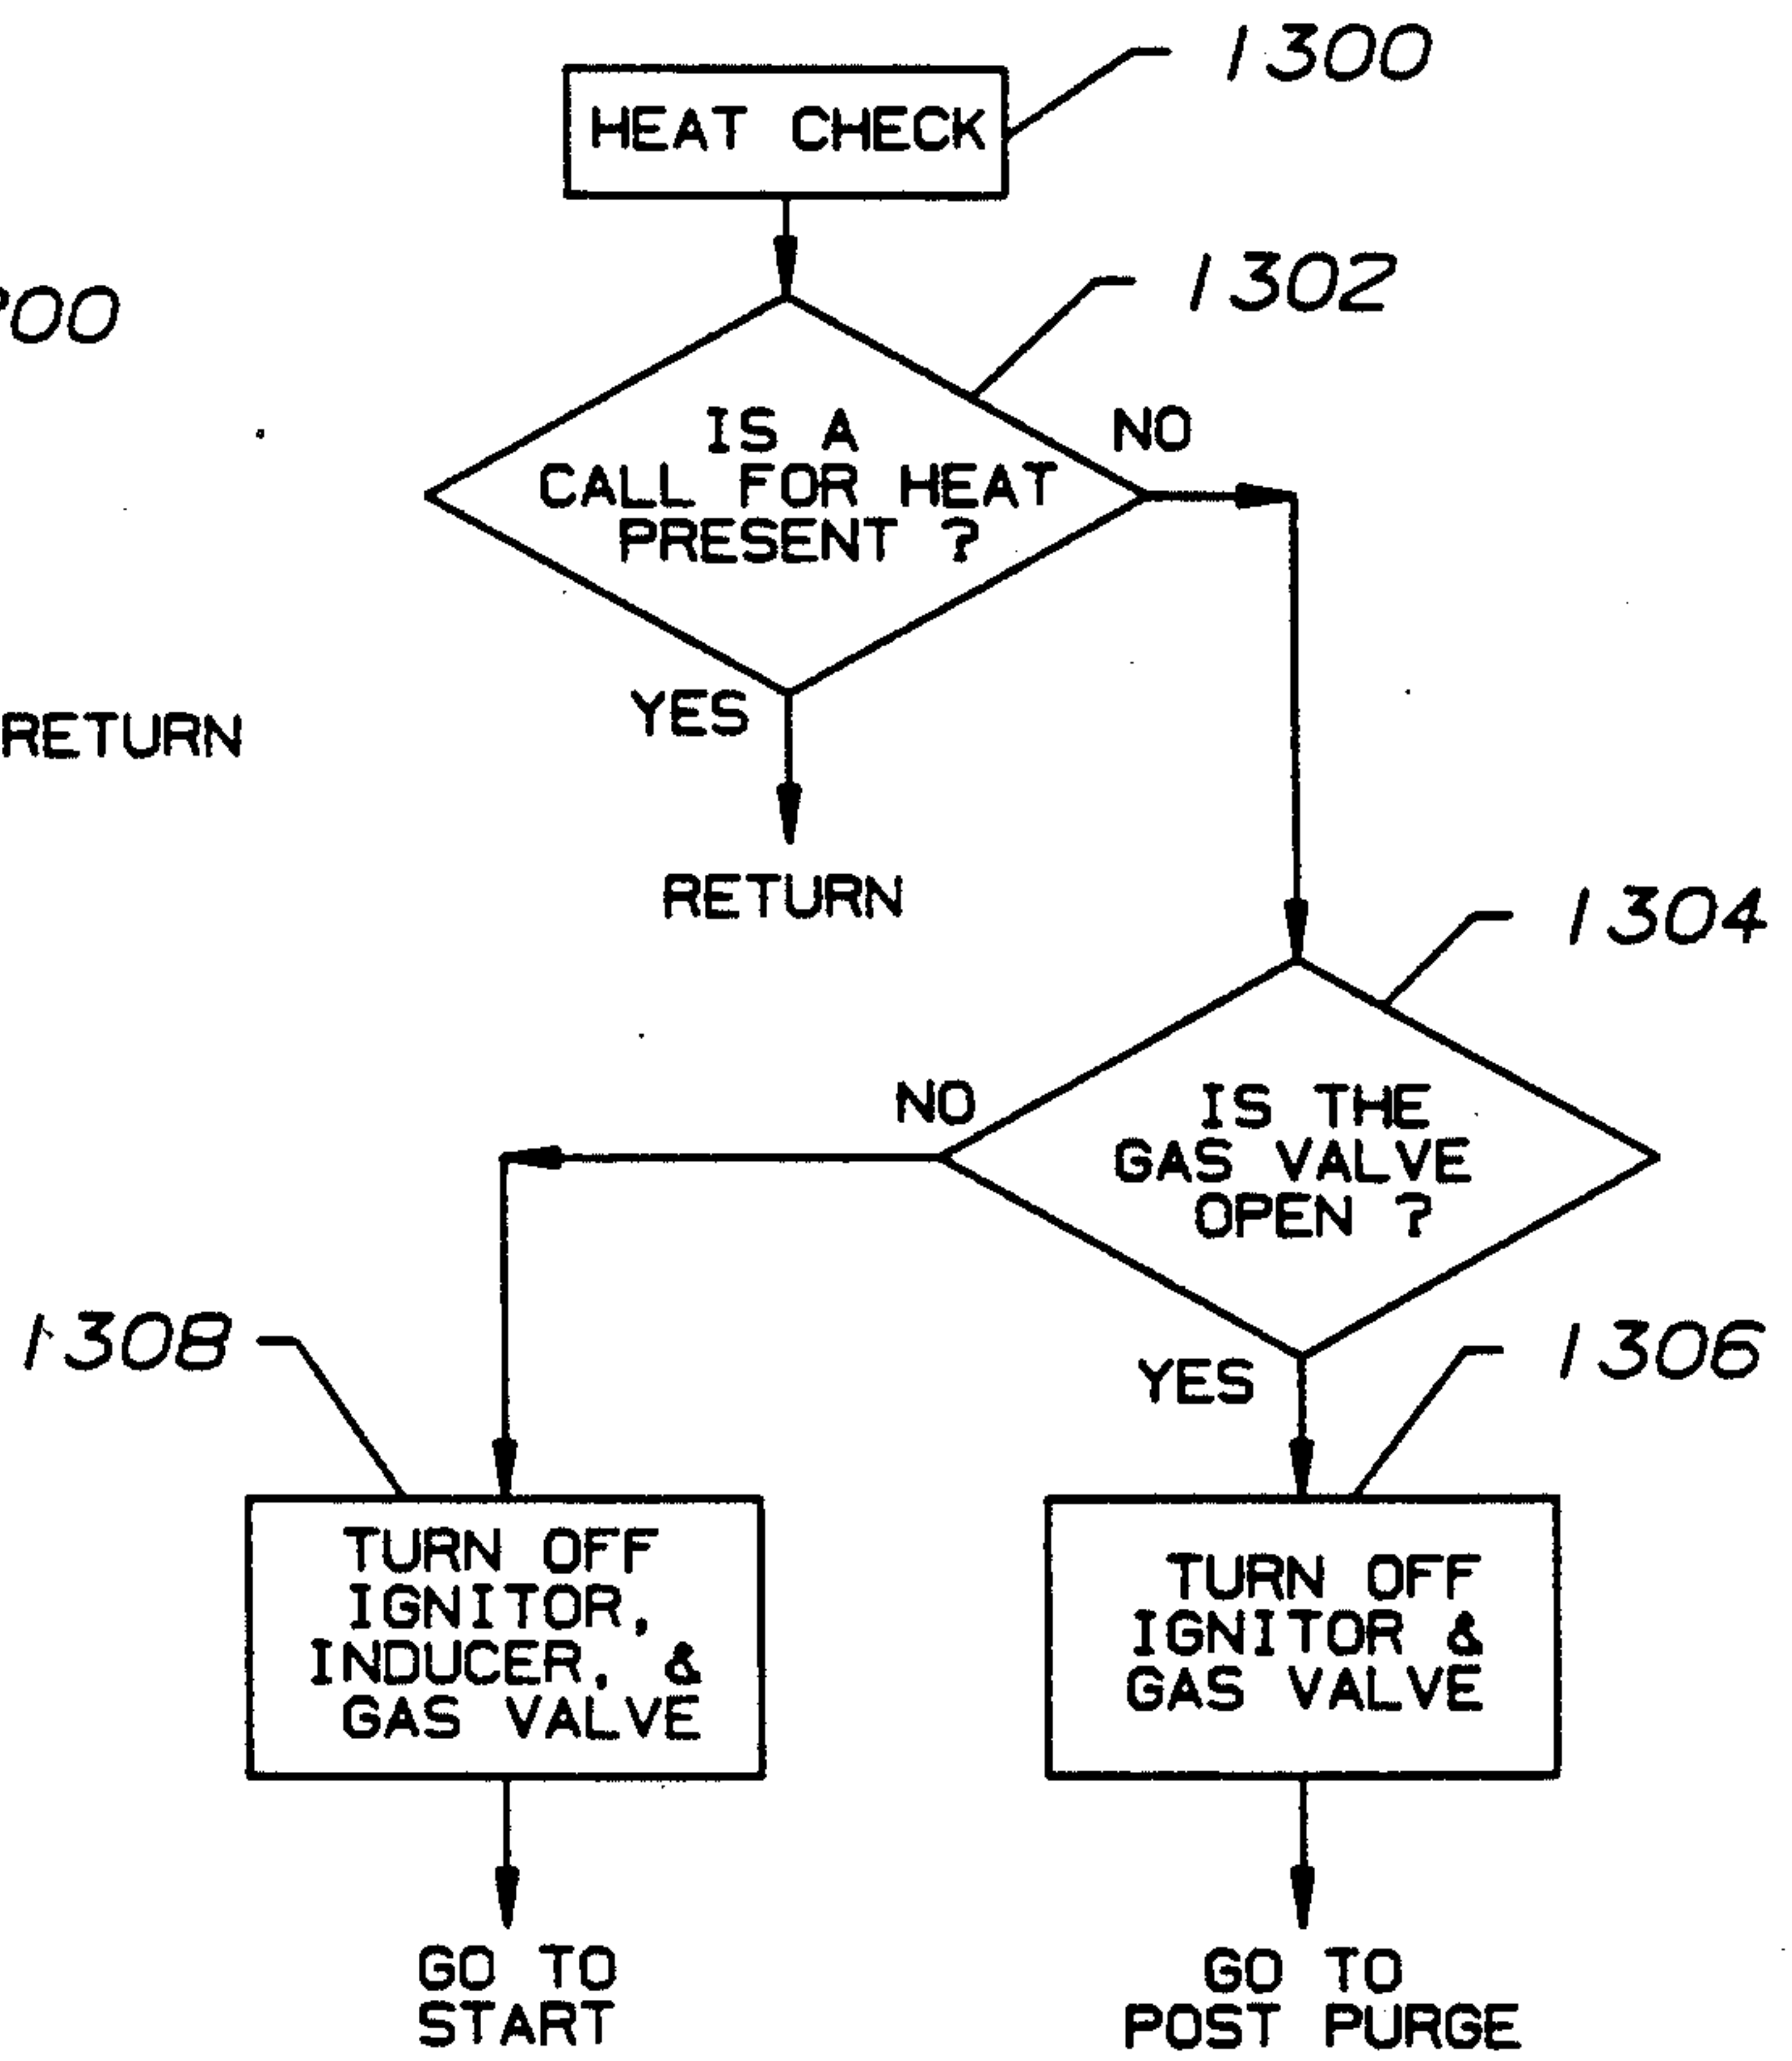 1300
HEAT CHECK
1302
00
IS A
CALL FOR HEAT
PRESENT ?
NO
YES
RETURN
RETURN
1304
IS THE
GAS VALVE
OPEN ?
NO
YES
1308
1306
TURN OFF
IGNITOR,
INDUCER, &
GAS VALVE
TURN OFF
IGNITOR &
GAS VALVE
GO TO
START
GO TO
POST PURGE